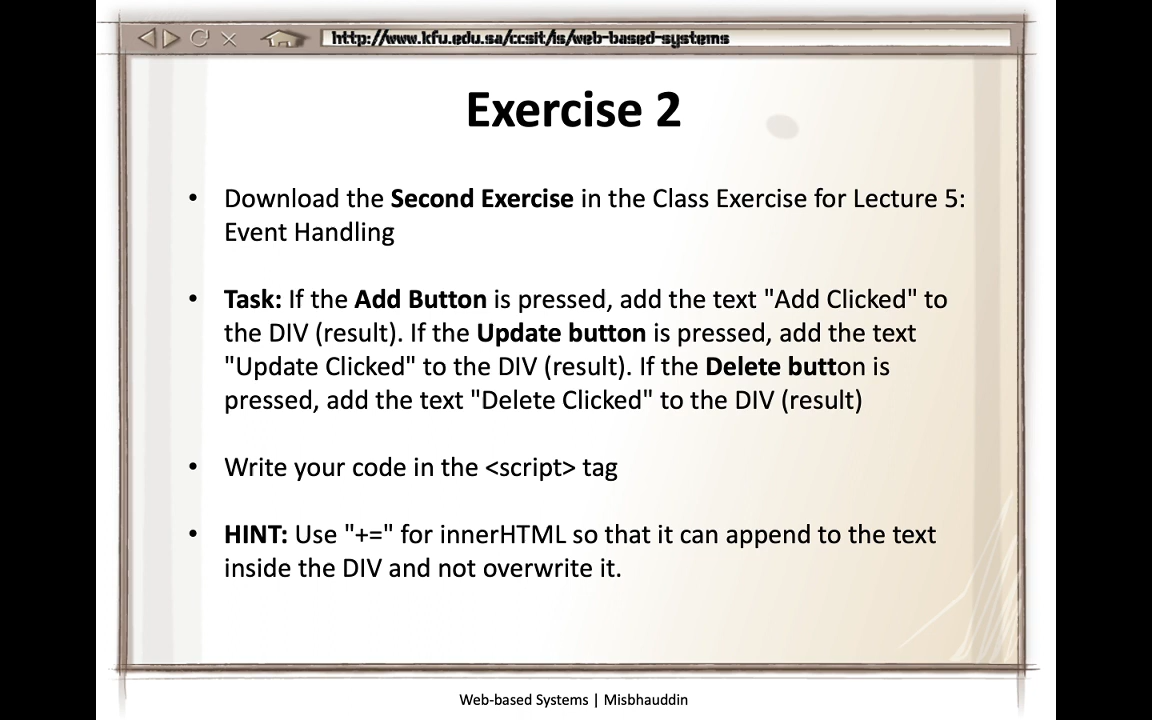 http://www.kfu.edu.sa/ccsit/is/web-based-systems
Exercise 2
• Download the Second Exercise in the Class Exercise for Lecture 5:
Event Handling
• Task: If the Add Button is pressed, add the text "Add Clicked" to
the DIV (result). If the Update button is pressed, add the text
"Update Clicked" to the DIV (result). If the Delete button is
pressed, add the text "Delete Clicked" to the DIV (result)
• Write your code in the <script> tag
• HINT: Use "+=" for innerHTML so that it can append to the text
inside the DIV and not overwrite it.
Web-based Systems | Misbhauddin